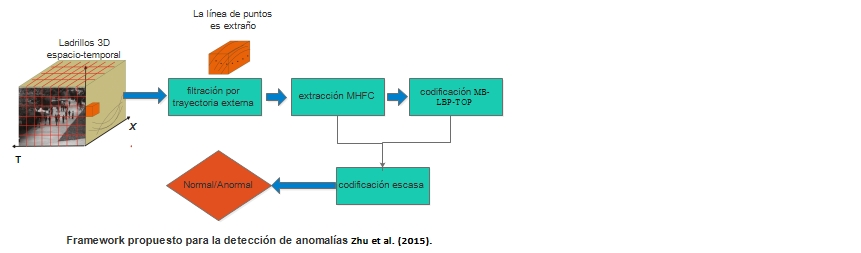 La línea de puntos
es extraño
Ladrillos 3D
espacio-temporal
filtración por
trayectoria externa
extracción MHFC
codificación MB-
LBP-TOP
X
T
Normal/Anormal
codificación escasa
Framework propuesto para la detección de anomalías Zhu et al. (2015).